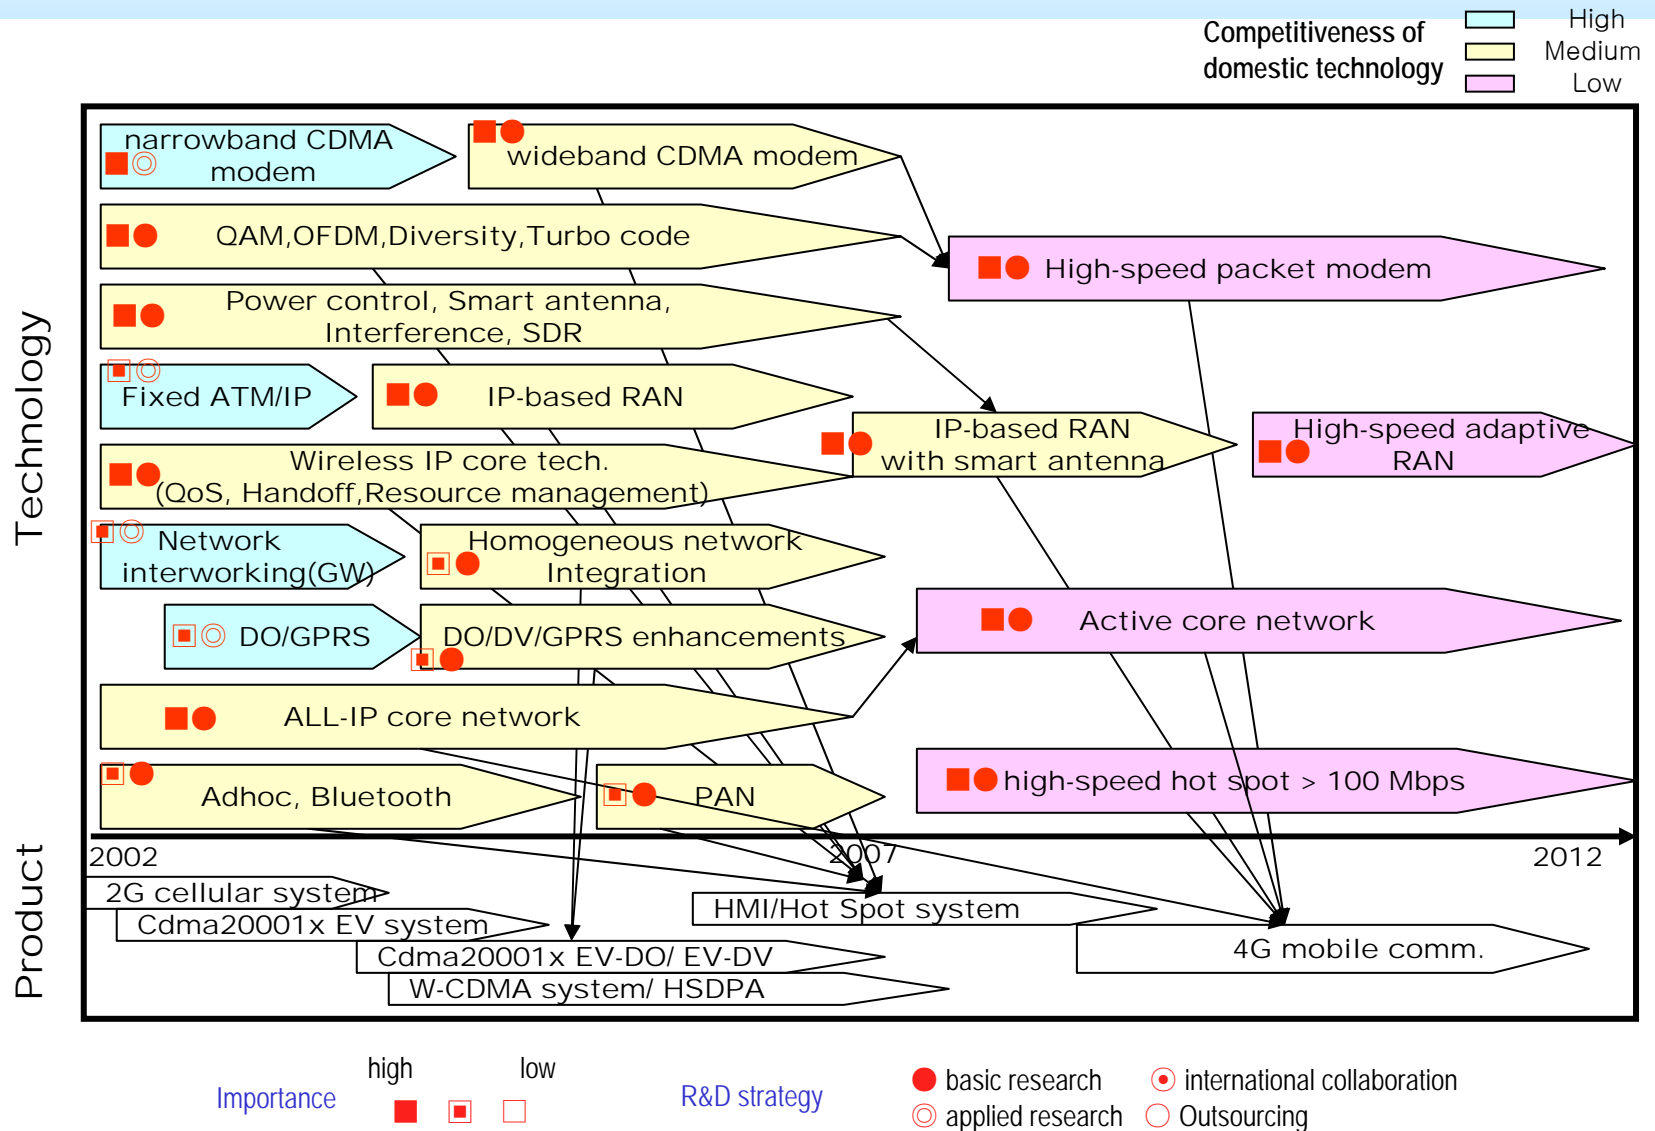 Competitiveness of
domestic technology
High
Medium
Low
Technology
narrowband CDMA
modem
wideband CDMA modem
QAM,OFDM,Diversity,Turbo code
High-speed packet modem
Power control, Smart antenna,
Interference, SDR
Fixed ATM/IP
IP-based RAN
IP-based RAN
with smart antenna
High-speed adaptive
RAN
Wireless IP core tech.
(QoS, Handoff,Resource management)
Network
interworking(GW)
Homogeneous network
Integration
DO/GPRS
DO/DV/GPRS enhancements
Active core network
ALL-IP core network
high-speed hot spot > 100 Mbps
Adhoc, Bluetooth
PAN
2002
2007
2012
Product
2G cellular system
Cdma20001x EV system
HMI/Hot Spot system
Cdma20001x EV-DO/ EV-DV
4G mobile comm.
W-CDMA system/ HSDPA
Importance
high
low
R&D strategy
basic research
international collaboration
applied research
Outsourcing